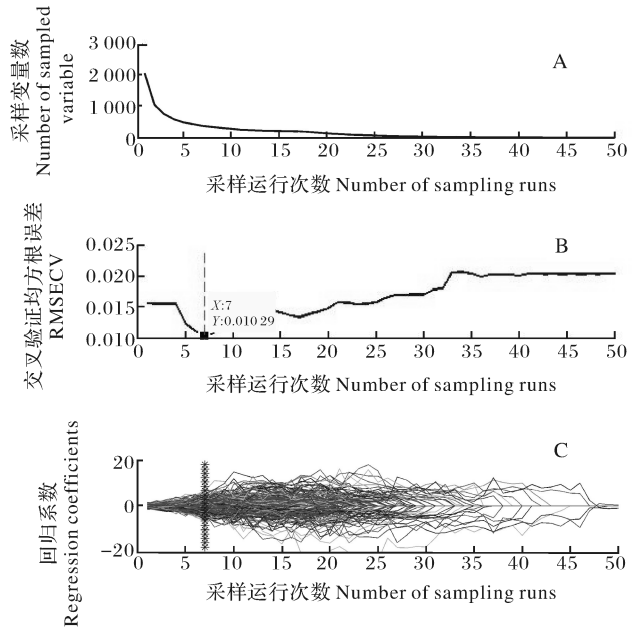 采样变量数
Number of sampled
variable
3 000
1 000
0
A
0 5 10 15 20 25 30 35 40 45 50
采样运行次数 Number of sampling runs
交叉验证均方根误差
RMSECV
0.025
0.020
0.015
0.010
B
X:7
Y:0.010 29
0 5 10 15 20 25 30 35 40 45 50
采样运行次数 Number of sampling runs
回归系数
Regression coefficients
20
0
-20
C
0 5 10 15 20 25 30 35 40 45 50
采样运行次数 Number of sampling runs